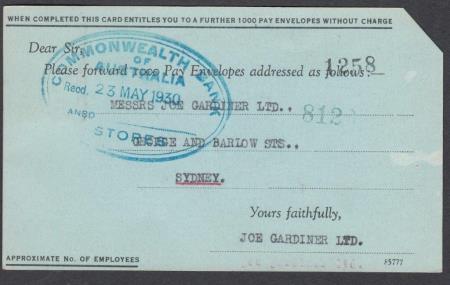 WHEN COMPLETED THIS CARD ENTITLES YOU TO A FURTHER 1000 PAY ENVELOPES WITHOUT CHARGE
Dear Sir,
1258
Please forward 1000 Pay Envelopes addressed as follows:—
COMMONWEALTH BANK
OF
AUSTRALIA
Recd. 23 MAY 1930
ANSD
STORES
MESSRS JOE GARDINER LTD.,
812
GEORGE AND BARLOW STS.,
SYDNEY.
Yours faithfully,
JOE GARDINER LTD.
APPROXIMATE NO. OF EMPLOYEES
F5777